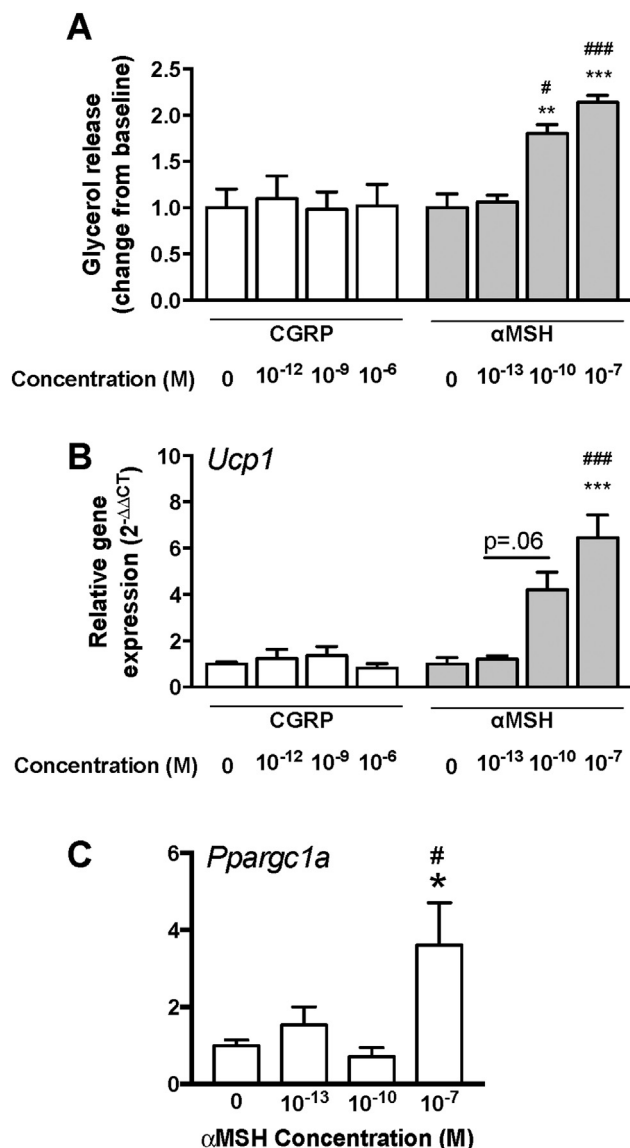 A
Glycerol release
(change from baseline)
2.5
2.0
1.5
1.0
0.5
0.0
#
**
###
***
CGRP
αMSH
Concentration (M)
0 10⁻¹² 10⁻⁹ 10⁻⁶ 0 10⁻¹³ 10⁻¹⁰ 10⁻⁷
B
Ucp1
Relative gene
expression (2⁻ΔΔCT)
10
8
6
4
2
0
p=.06
###
***
CGRP
αMSH
Concentration (M)
0 10⁻¹² 10⁻⁹ 10⁻⁶ 0 10⁻¹³ 10⁻¹⁰ 10⁻⁷
C
Ppargc1a
6
4
2
0
#
*
0 10⁻¹³ 10⁻¹⁰ 10⁻⁷
αMSH Concentration (M)